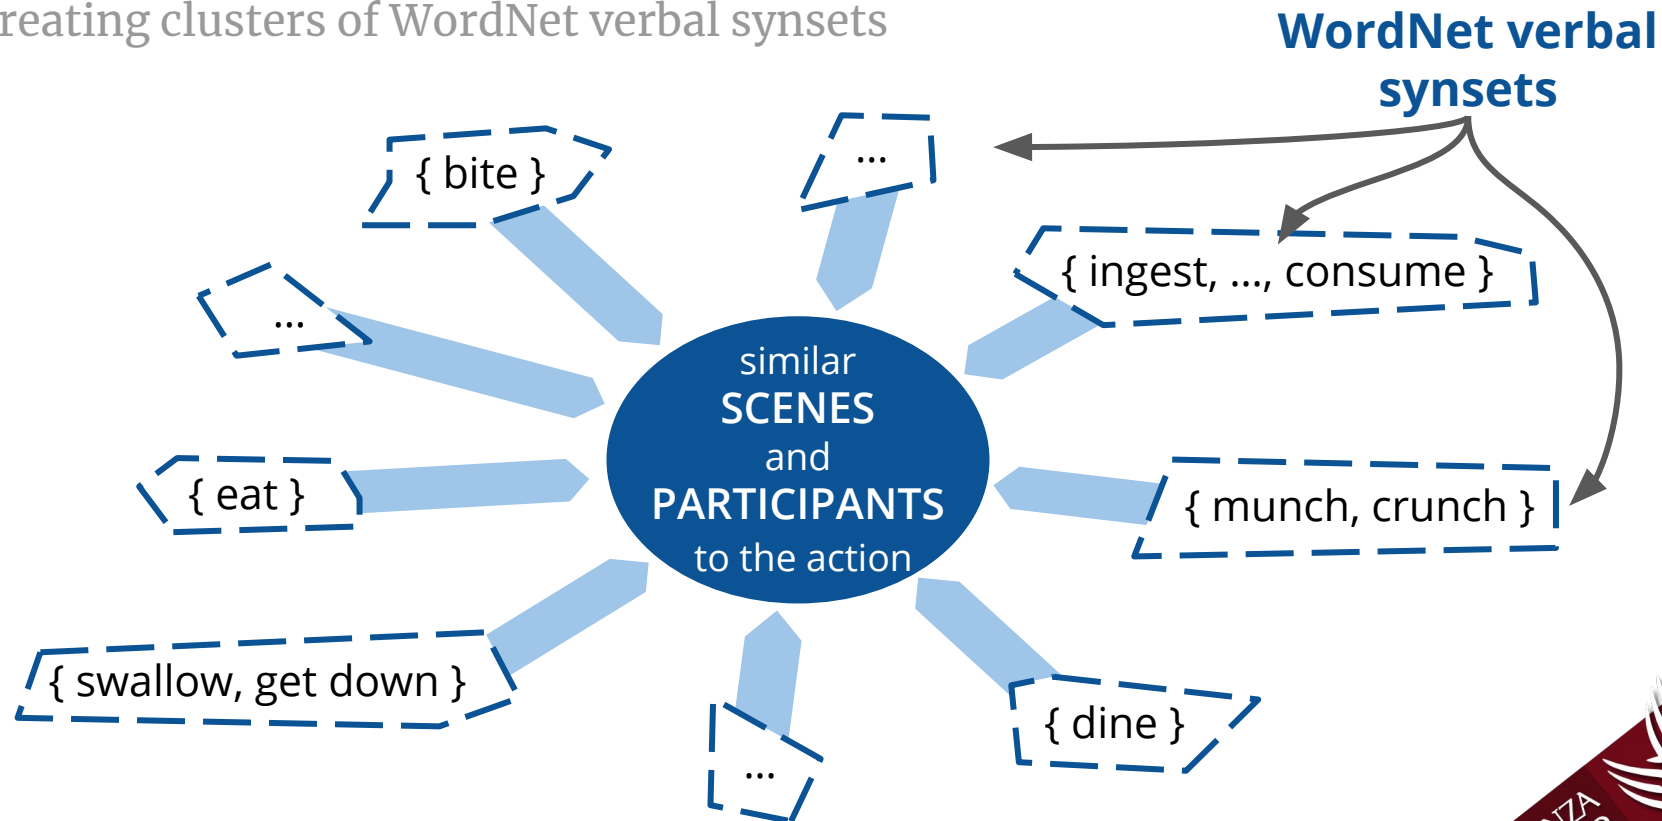 reating clusters of WordNet verbal synsets
WordNet verbal
synsets
{ bite }
...
{ ingest, ..., consume }
...
similar
SCENES
and
PARTICIPANTS
to the action
{ eat }
{ munch, crunch }
{ swallow, get down }
{ dine }
...